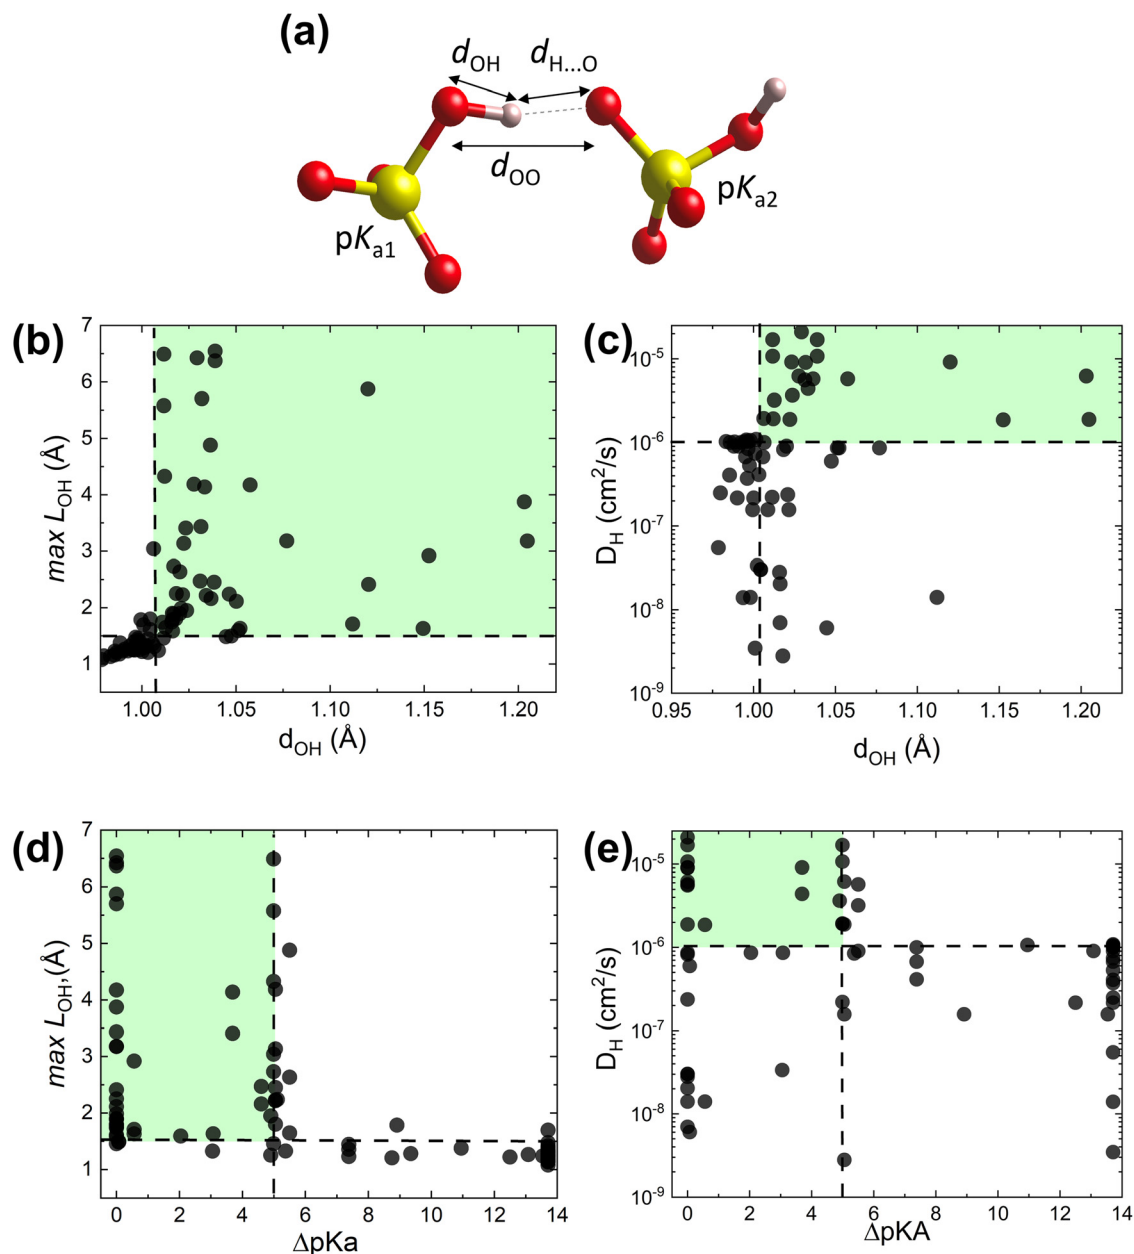 (a)
dOH dH...O
dOO
pKa1
pKa2
(b)
max LOH (Å)
7
6
5
4
3
2
1
1.00 1.05 1.10 1.15 1.20
dOH (Å)
(c)
DH (cm2/s)
10-5
10-6
10-7
10-8
10-9
0.95 1.00 1.05 1.10 1.15 1.20
dOH (Å)
(d)
max LOH,(Å)
7
6
5
4
3
2
1
0 2 4 6 8 10 12 14
ΔpKa
(e)
DH (cm2/s)
10-5
10-6
10-7
10-8
10-9
0 2 4 6 8 10 12 14
ΔpKA